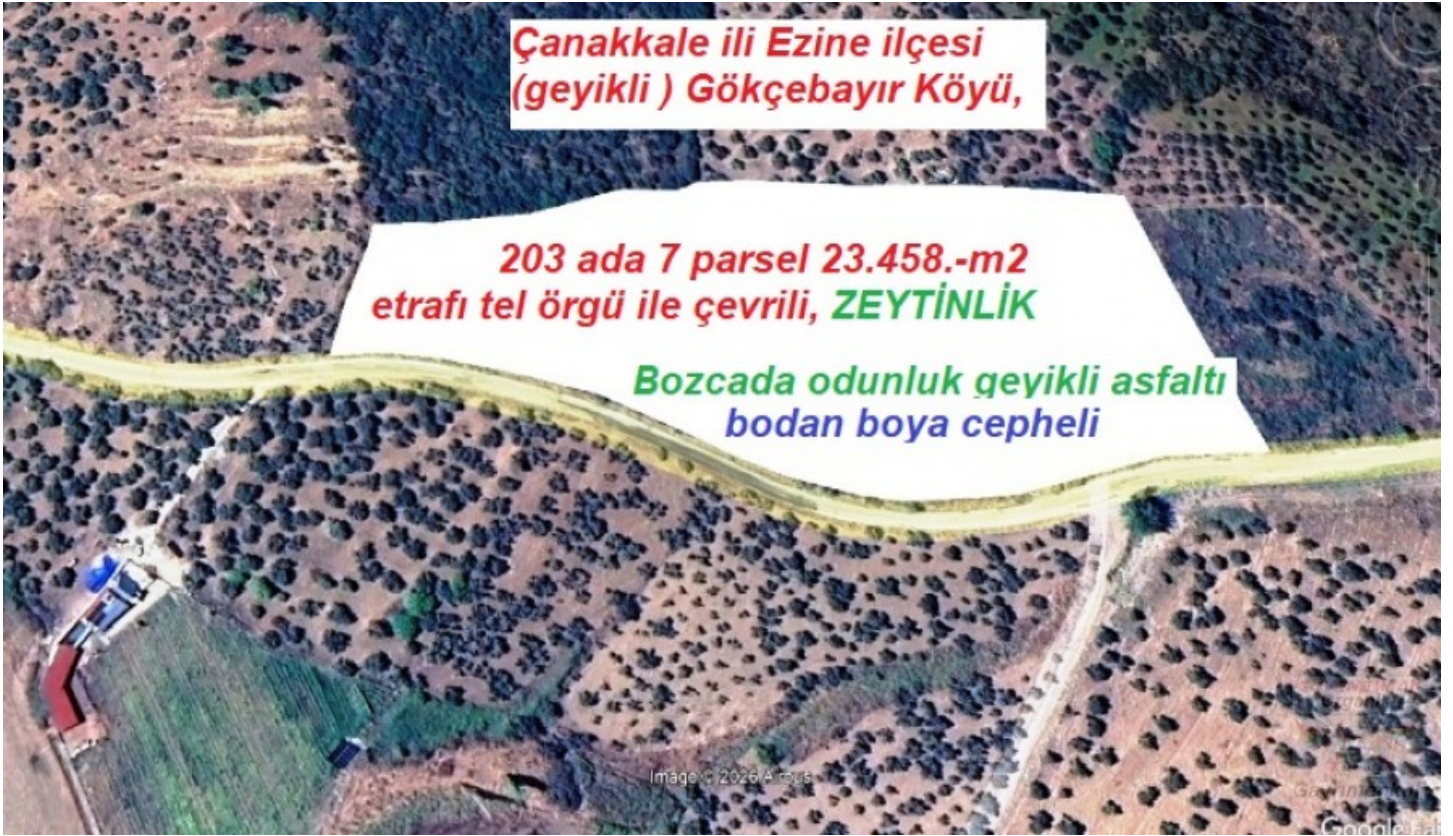 Çanakkale ili Ezine ilçesi
(geyikli ) Gökçebayır Köyü,
203 ada 7 parsel 23.458.-m2
etrafı tel örgü ile çevrili, ZEYTİNLİK
Bozcada odunluk geyikli asfaltı
bodan boya cepheli
Image © 2026 Airbus
Google Ea